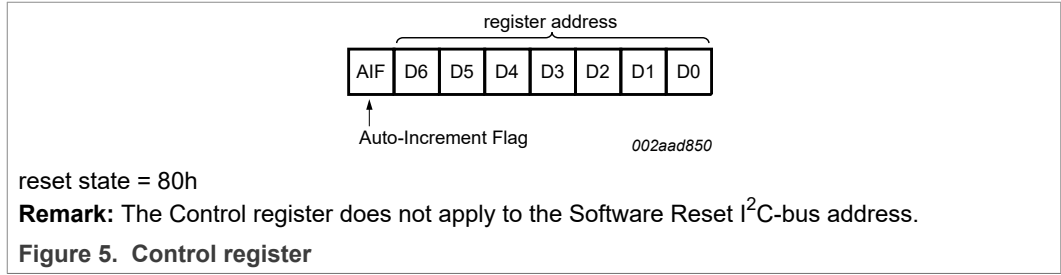 register address
AIF D6 D5 D4 D3 D2 D1 D0
Auto-Increment Flag
002aad850
reset state = 80h
Remark: The Control register does not apply to the Software Reset I²C-bus address.
Figure 5. Control register